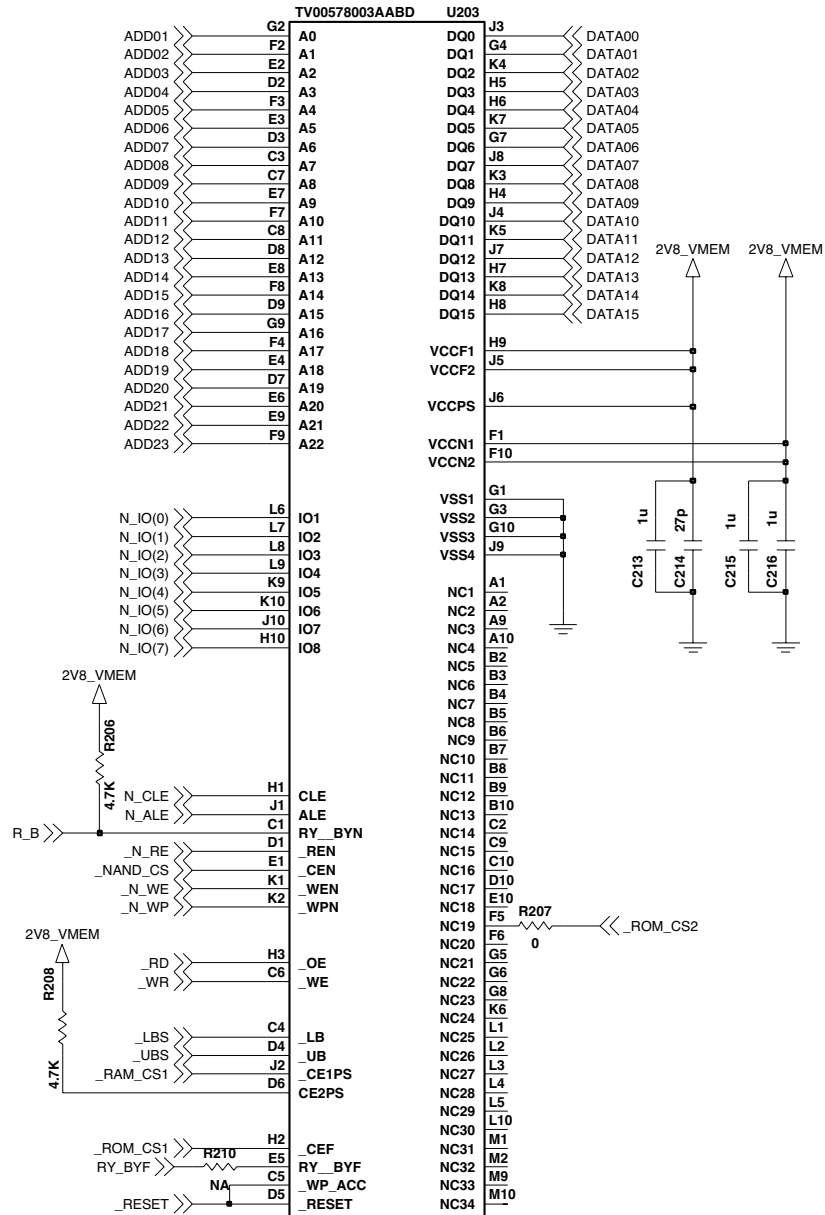 TV00578003AABD U203
ADD01 G2 A0
ADD02 F2 A1
ADD03 E2 A2
ADD04 D2 A3
ADD05 F3 A4
ADD06 E3 A5
ADD07 D3 A6
ADD08 C3 A7
ADD09 C7 A8
ADD10 E7 A9
ADD11 F7 A10
ADD12 C8 A11
ADD13 D8 A12
ADD14 E8 A13
ADD15 F8 A14
ADD16 D9 A15
ADD17 G9 A16
ADD18 F4 A17
ADD19 E4 A18
ADD20 D7 A19
ADD21 E6 A20
ADD22 E9 A21
ADD23 F9 A22
N_IO(0) L6 IO1
N_IO(1) L7 IO2
N_IO(2) L8 IO3
N_IO(3) L9 IO4
N_IO(4) K9 IO5
N_IO(5) K10 IO6
N_IO(6) J10 IO7
N_IO(7) H10 IO8
2V8_VMEM
R206
4.7K
N_CLE H1 CLE
N_ALE J1 ALE
R_B C1 RY__BYN
_N_RE D1 _REN
_NAND_CS E1 _CEN
_N_WE K1 _WEN
_N_WP K2 _WPN
2V8_VMEM
R208
4.7K
_RD H3 _OE
_WR C6 _WE
_LBS C4 _LB
_UBS D4 _UB
_RAM_CS1 J2 _CE1PS
D6 CE2PS
_ROM_CS1 H2 _CEF
RY_BYF R210 E5 RY__BYF
NA C5 _WP_ACC
_RESET D5 _RESET
DQ0 J3 DATA00
DQ1 G4 DATA01
DQ2 K4 DATA02
DQ3 H5 DATA03
DQ4 H6 DATA04
DQ5 K7 DATA05
DQ6 G7 DATA06
DQ7 J8 DATA07
DQ8 K3 DATA08
DQ9 H4 DATA09
DQ10 J4 DATA10
DQ11 K5 DATA11
DQ12 J7 DATA12
DQ13 H7 DATA13
DQ14 K8 DATA14
DQ15 H8 DATA15
2V8_VMEM 2V8_VMEM
VCCF1 H9
VCCF2 J5
VCCPS J6
VCCN1 F1
VCCN2 F10
VSS1 G1
VSS2 G3
VSS3 G10
VSS4 J9
1u 27p 1u 1u
C213 C214 C215 C216
NC1 A1
NC2 A2
NC3 A9
NC4 A10
NC5 B2
NC6 B3
NC7 B4
NC8 B5
NC9 B6
NC10 B7
NC11 B8
NC12 B9
NC13 B10
NC14 C2
NC15 C9
NC16 C10
NC17 D10
NC18 E10
NC19 F5 R207 0 _ROM_CS2
NC20 F6
NC21 G5
NC22 G6
NC23 G8
NC24 K6
NC25 L1
NC26 L2
NC27 L3
NC28 L4
NC29 L5
NC30 L10
NC31 M1
NC32 M2
NC33 M9
NC34 M10